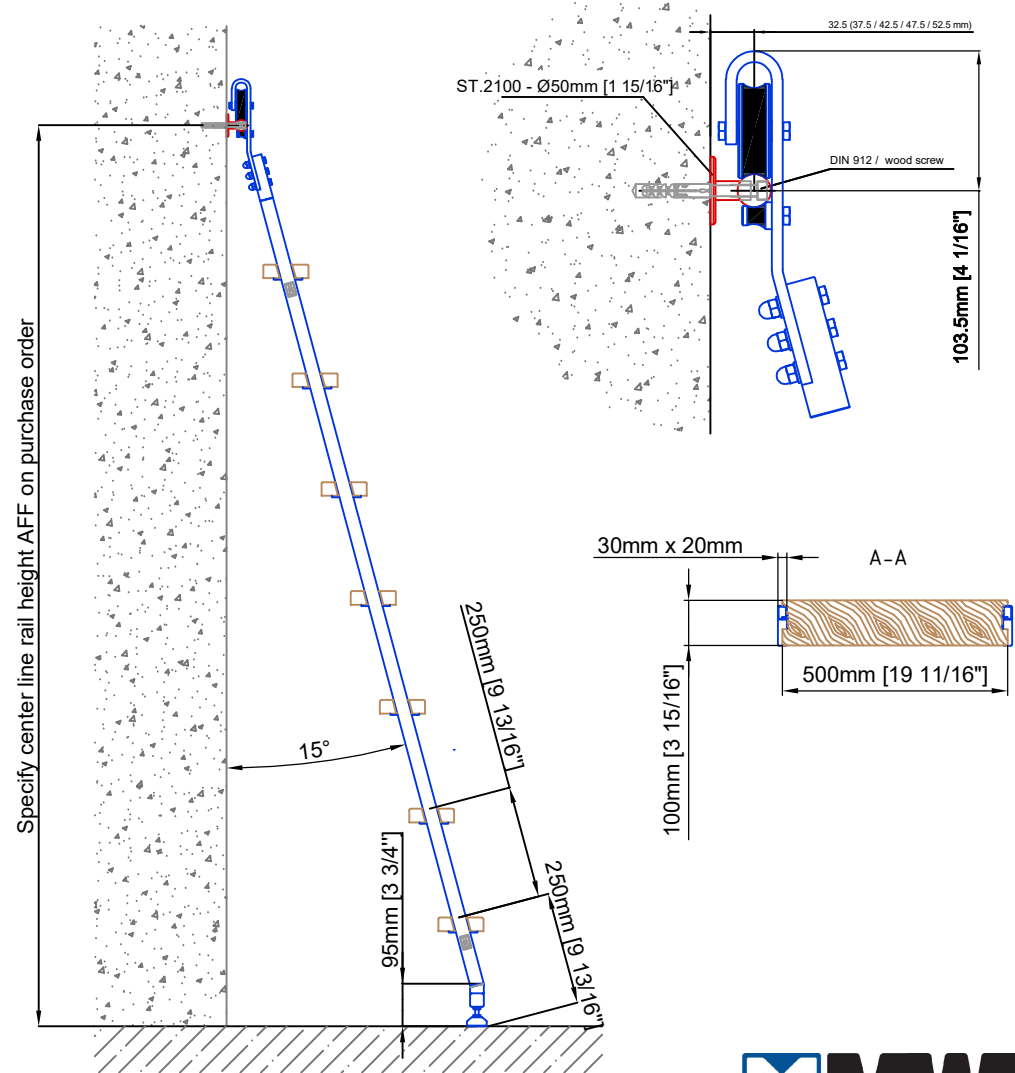 32.5 (37.5 / 42.5 / 47.5 / 52.5 mm)
ST.2100 - Ø50mm [1 15/16"]
DIN 912 / wood screw
103.5mm [4 1/16"]
Specify center line rail height AFF on purchase order
30mm x 20mm
A-A
100mm [3 15/16"]
500mm [19 11/16"]
250mm [9 13/16"]
15°
95mm [3 3/4"]
250mm [9 13/16"]